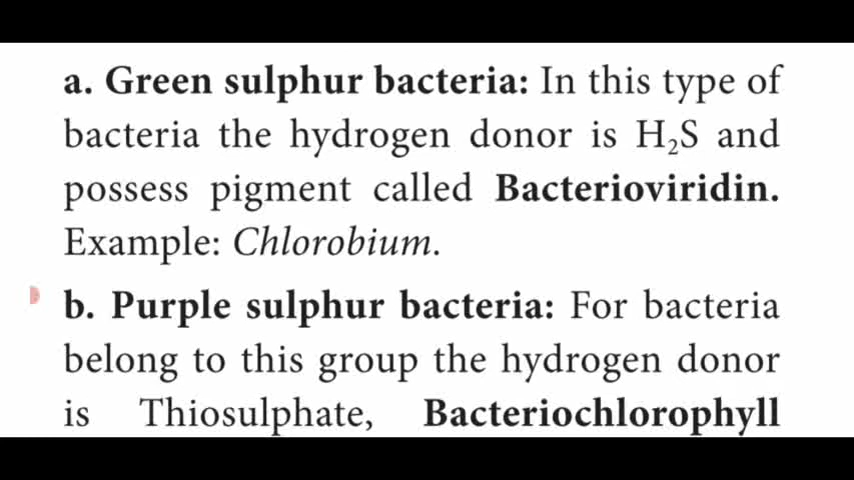 a. Green sulphur bacteria: In this type of
bacteria the hydrogen donor is H₂S and
possess pigment called Bacterioviridin.
Example: Chlorobium.
b. Purple sulphur bacteria: For bacteria
belong to this group the hydrogen donor
is Thiosulphate, Bacteriochlorophyll